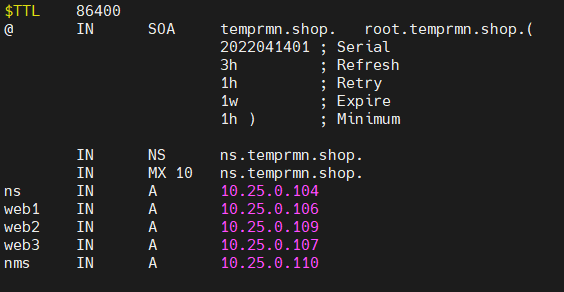 $TTL    86400
@       IN      SOA     temprmn.shop.   root.temprmn.shop.(
                        2022041401 ; Serial
                        3h         ; Refresh
                        1h         ; Retry
                        1w         ; Expire
                        1h )       ; Minimum
        IN      NS      ns.temprmn.shop.
        IN      MX 10   ns.temprmn.shop.
ns      IN      A       10.25.0.104
web1    IN      A       10.25.0.106
web2    IN      A       10.25.0.109
web3    IN      A       10.25.0.107
nms     IN      A       10.25.0.110